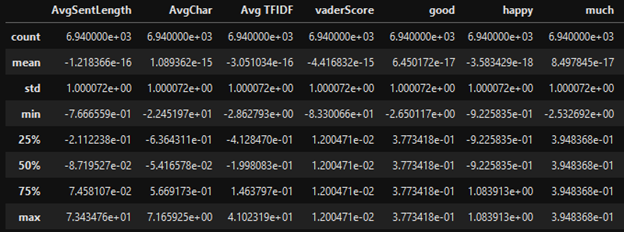 AvgSentLength AvgChar Avg TFIDF vaderScore good happy much
count 6.940000e+03 6.940000e+03 6.940000e+03 6.940000e+03 6.940000e+03 6.940000e+03 6.940000e+03
mean -1.218366e-16 1.089362e-15 -3.051034e-16 -4.416832e-15 6.450172e-17 -3.583429e-18 8.497845e-17
std 1.000072e+00 1.000072e+00 1.000072e+00 1.000072e+00 1.000072e+00 1.000072e+00 1.000072e+00
min -7.666559e-01 -2.245197e+01 -2.862793e+00 -8.330066e+01 -2.650117e+00 -9.225835e-01 -2.532692e+00
25% -2.112238e-01 -6.364311e-01 -4.128470e-01 1.200471e-02 3.773418e-01 -9.225835e-01 3.948368e-01
50% -8.719527e-02 -5.416578e-02 -1.998083e-01 1.200471e-02 3.773418e-01 -9.225835e-01 3.948368e-01
75% 7.458107e-02 5.669173e-01 1.463797e-01 1.200471e-02 3.773418e-01 1.083913e+00 3.948368e-01
max 7.343476e+01 7.165925e+00 4.102319e+01 1.200471e-02 3.773418e-01 1.083913e+00 3.948368e-01